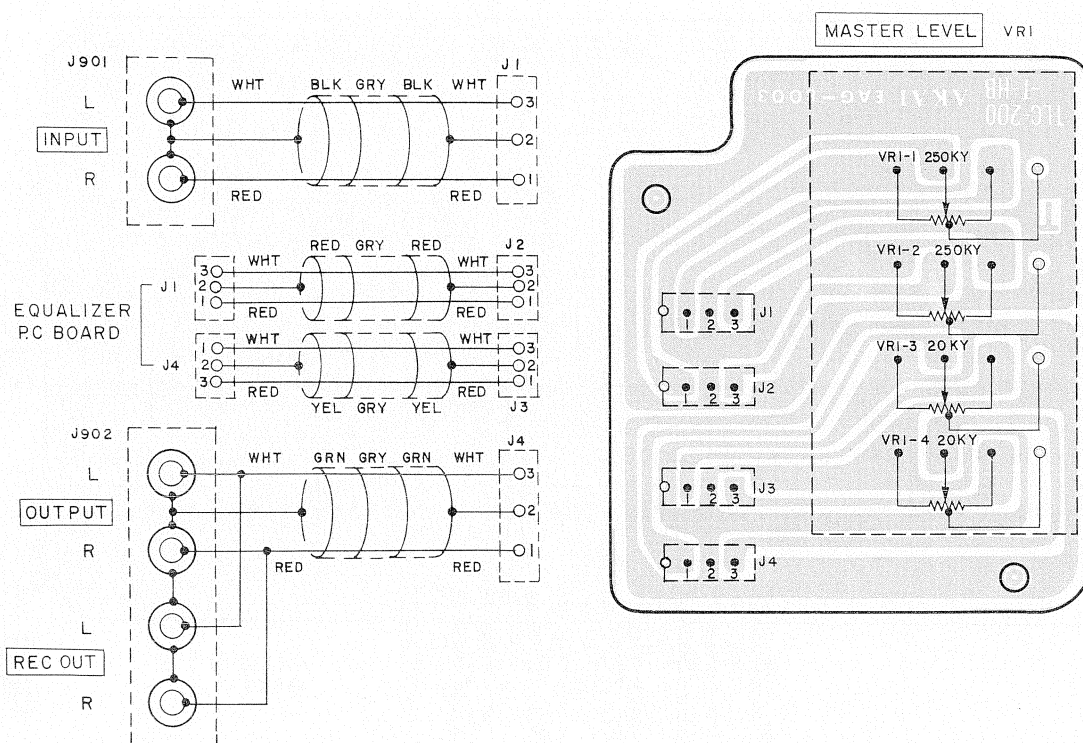 MASTER LEVEL VR1
J901
J1
WHT BLK GRY BLK WHT
L
3
INPUT
2
R
1
RED RED
J2
RED GRY RED
WHT WHT
3 3
J1 2 2
1 1
RED RED
EQUALIZER
P.C BOARD
WHT WHT
1 3
J4 2 2
3 1
RED RED
YEL GRY YEL
J3
J902
J4
WHT GRN GRY GRN WHT
L
3
OUTPUT
2
R
1
RED RED
L
REC OUT
R
AKAI
VR1-1 250KY
VR1-2 250KY
VR1-3 20KY
VR1-4 20KY
1 2 3 J1
1 2 3 J2
1 2 3 J3
1 2 3 J4